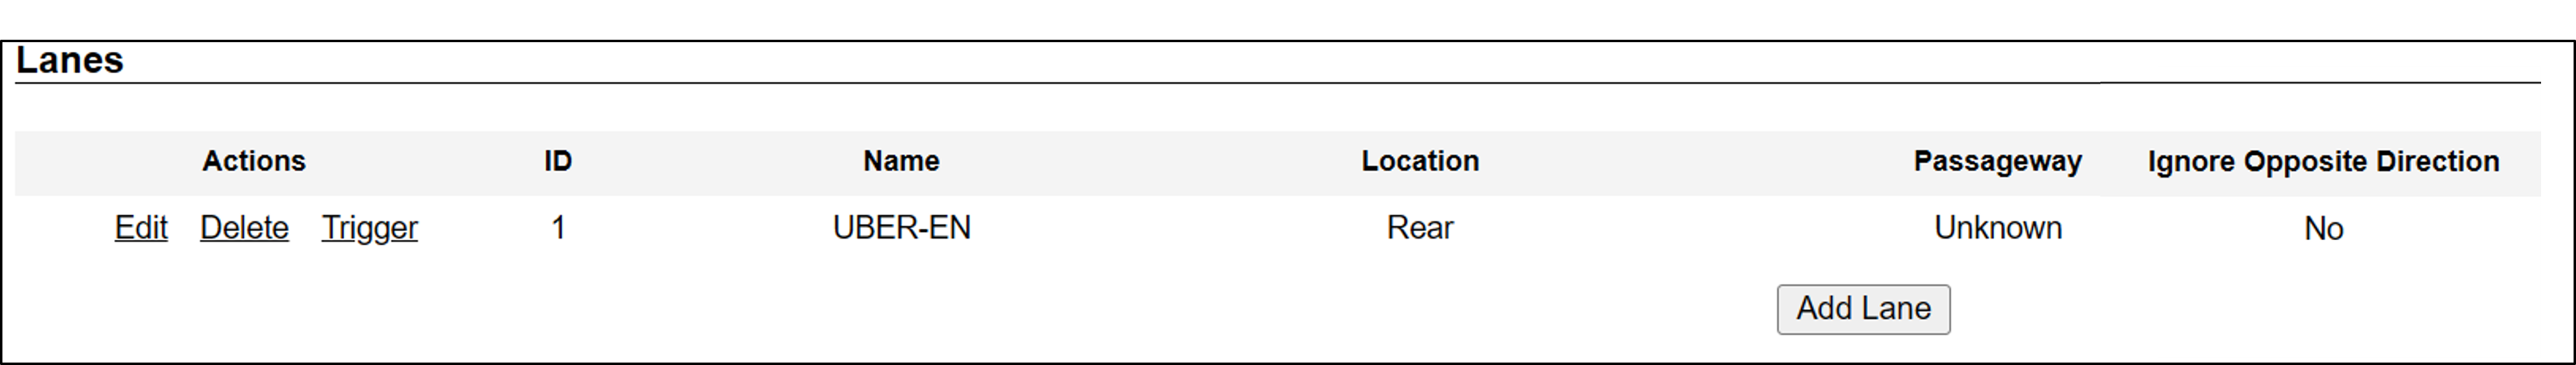 Lanes
Actions ID Name Location Passageway Ignore Opposite Direction
Edit Delete Trigger 1 UBER-EN Rear Unknown No
Add Lane